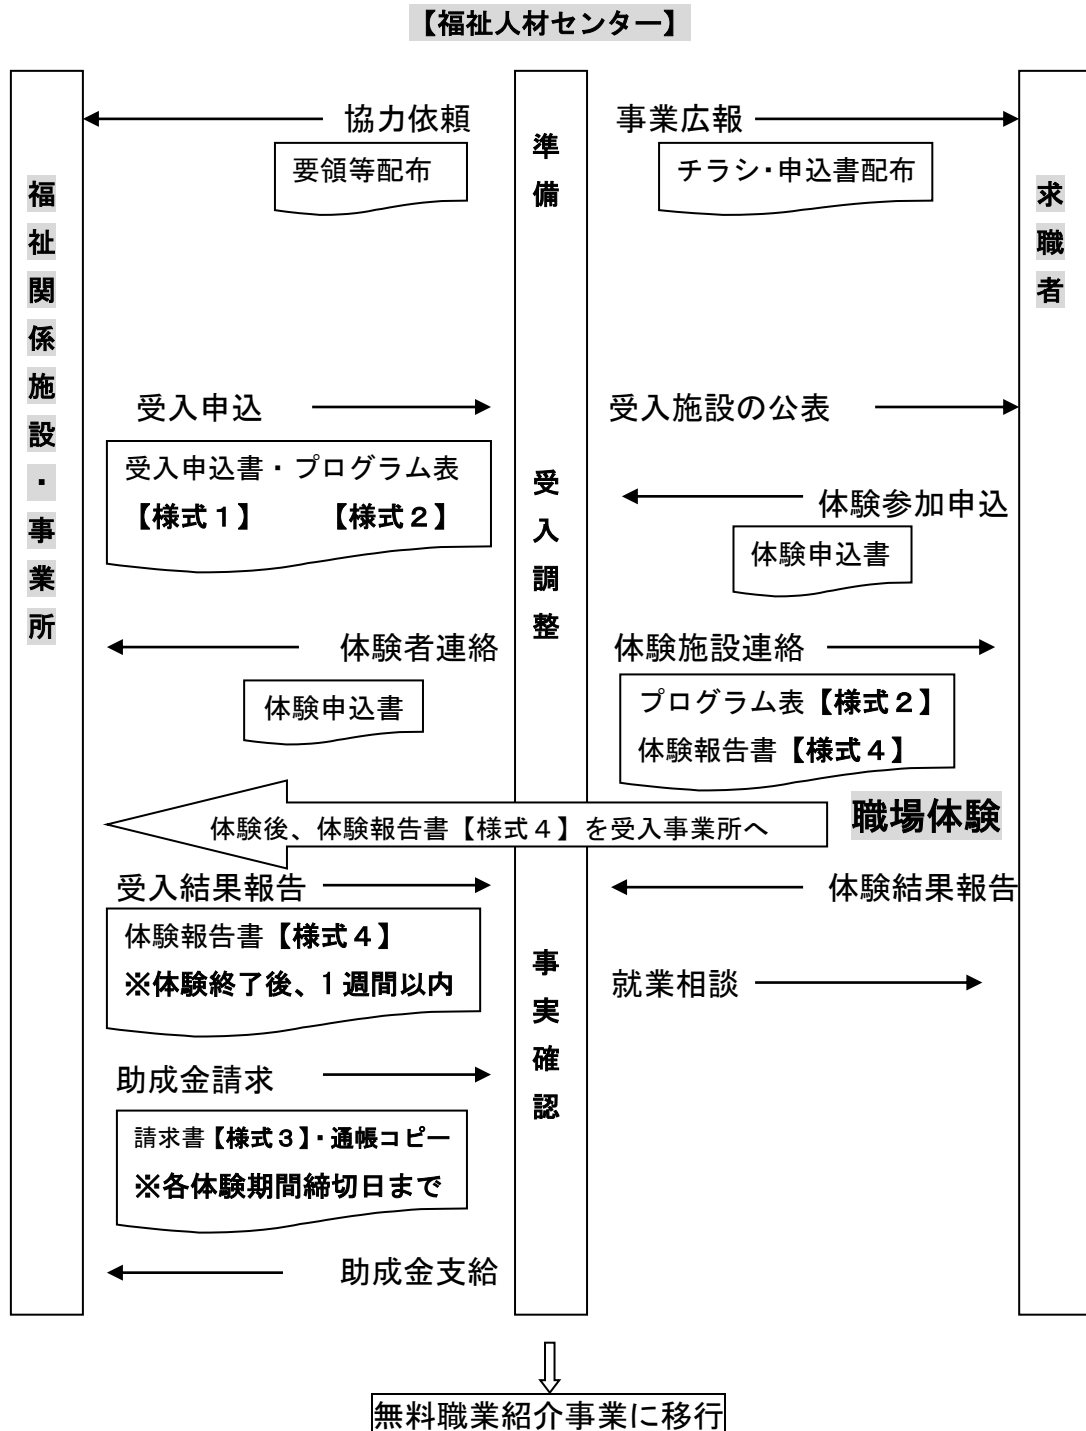 【福祉人材センター】
福祉関係施設・事業所
準備
求職者
協力依頼
要領等配布
事業広報
チラシ・申込書配布
受入申込
受入申込書・プログラム表
【様式１】　【様式２】
受入調整
受入施設の公表
体験参加申込
体験申込書
体験者連絡
体験申込書
体験施設連絡
プログラム表【様式２】
体験報告書【様式４】
職場体験
体験後、体験報告書【様式４】を受入事業所へ
受入結果報告
体験報告書【様式４】
※体験終了後、1週間以内
事実確認
体験結果報告
就業相談
助成金請求
請求書【様式３】・通帳コピー
※各体験期間締切日まで
助成金支給
無料職業紹介事業に移行